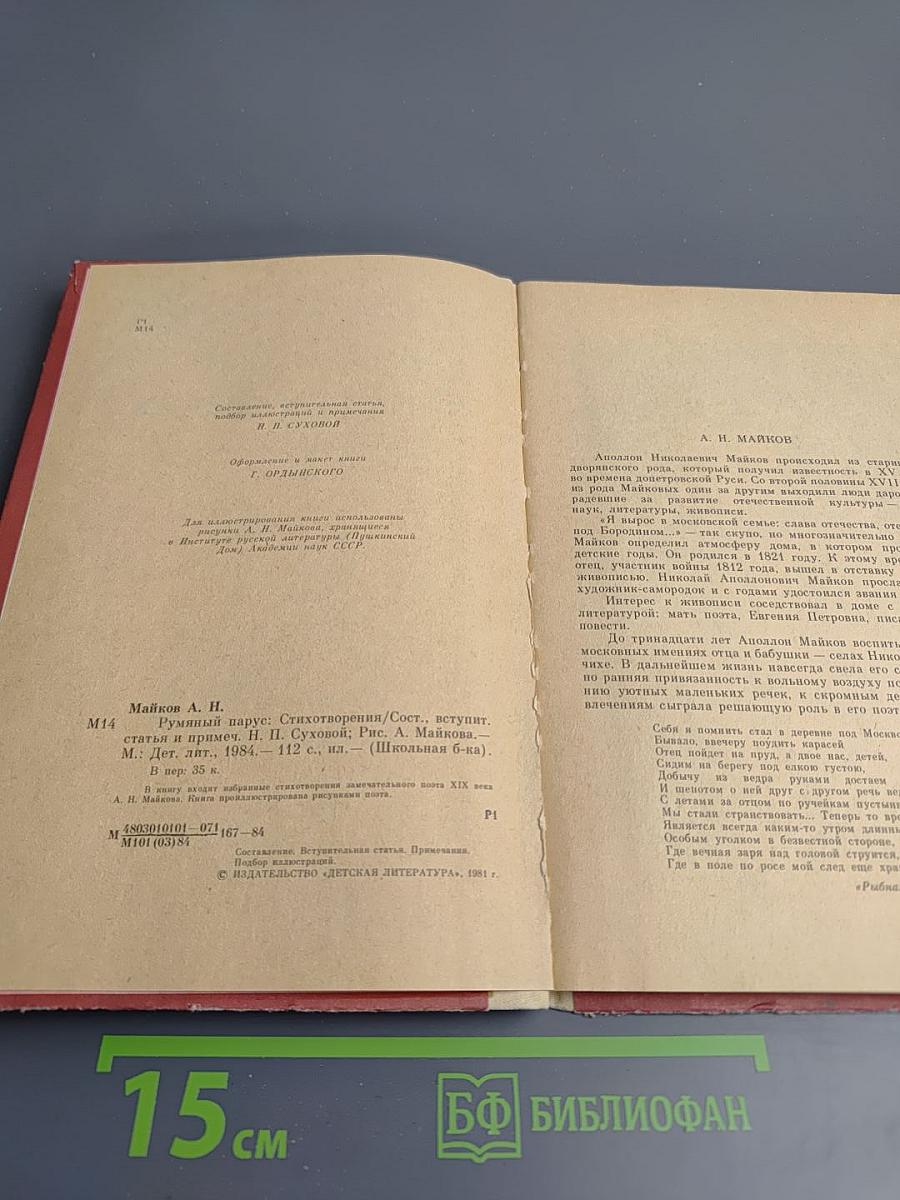 Р1
М14
Составление, вступительная статья,
подбор иллюстраций и примечания
Н. П. СУХОВОЙ
Оформление и макет книги
Г. ОРДЫНСКОГО
Для иллюстрирования книги использованы
рисунки А. Н. Майкова, хранящиеся
в Институте русской литературы (Пушкинский
Дом) Академии наук СССР.
Майков А. Н.
М14 Румяный парус: Стихотворения/Сост., вступит.
статья и примеч. Н. П. Суховой; Рис. А. Майкова.—
М.: Дет. лит., 1984.— 112 с., ил.— (Школьная б-ка).
В пер: 35 к.
В книгу входят избранные стихотворения замечательного поэта XIX века
А. Н. Майкова. Книга проиллюстрирована рисунками поэта.
Р1
М 4803010101—071 167—84
М101(03)84
Составление. Вступительная статья. Примечания.
Подбор иллюстраций.
© ИЗДАТЕЛЬСТВО «ДЕТСКАЯ ЛИТЕРАТУРА», 1981 г.
А. Н. МАЙКОВ
Аполлон Николаевич Майков происходил из стари
дворянского рода, который получил известность в XV
во времена допетровской Руси. Со второй половины XVII
из рода Майковых один за другим выходили люди даро
радевшие за развитие отечественной культуры —
наук, литературы, живописи.
«Я вырос в московской семье: слава отечества, оте
под Бородином...» — так скупо, но многозначительно
Майков определил атмосферу дома, в котором про
детские годы. Он родился в 1821 году. К этому вре
отец, участник войны 1812 года, вышел в отставку
живописью. Николай Аполлонович Майков просла
художник-самородок и с годами удостоился звания
Интерес к живописи соседствовал в доме с
литературой: мать поэта, Евгения Петровна, писа
повести.
До тринадцати лет Аполлон Майков воспиты
московных имениях отца и бабушки — селах Нико
чихе. В дальнейшем жизнь навсегда свела его с
но ранняя привязанность к вольному воздуху по
нию уютных маленьких речек, к скромным де
влечениям сыграла решающую роль в его поэт
Себя я помнить стал в деревне под Москво
Бывало, ввечеру поудить карасей
Отец пойдет на пруд, а двое нас, детей,
Сидим на берегу под елкою густою,
Добычу из ведра руками достаем
И шепотом о ней друг с другом речь ве
С летами за отцом по ручейкам пустын
Мы стали странствовать... Теперь то вре
Является всегда каким-то утром длинн
Особым уголком в безвестной стороне,
Где вечная заря над головой струится,
Где в поле по росе мой след еще хра
«Рыбна
15 см
БФ БИБЛИОФАН